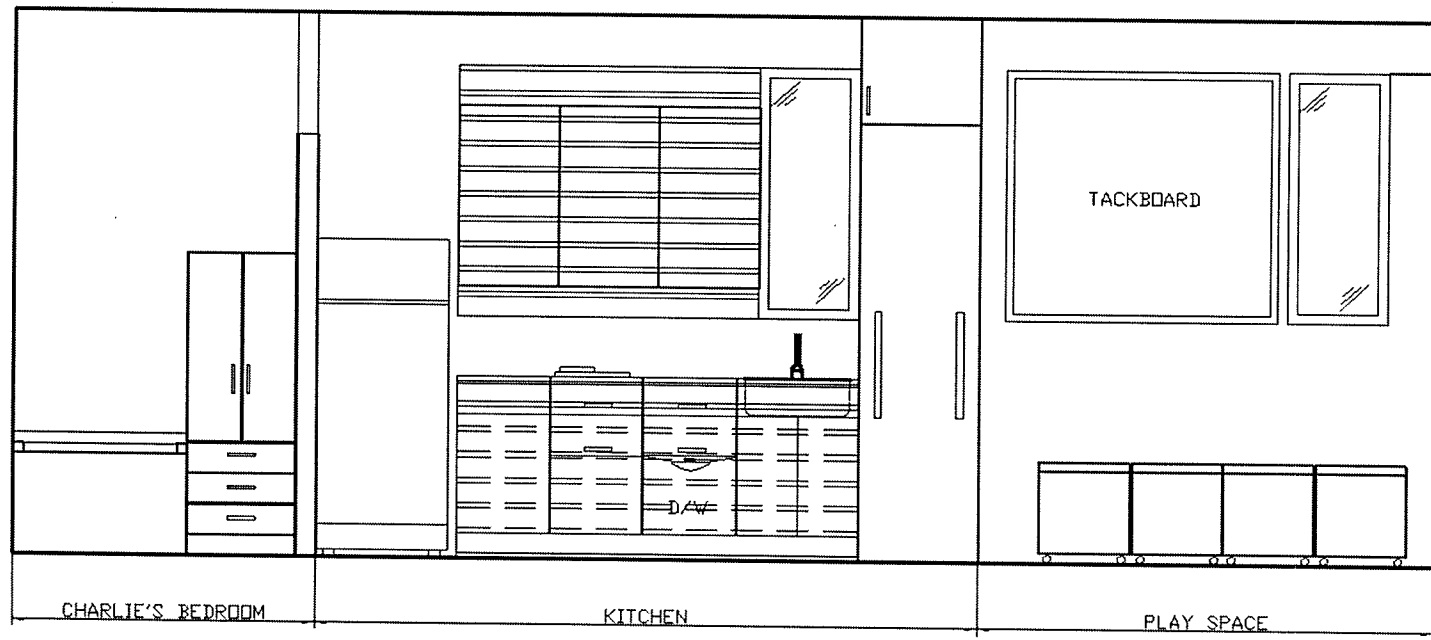 TACKBOARD
D/W
CHARLIE'S BEDROOM
KITCHEN
PLAY SPACE